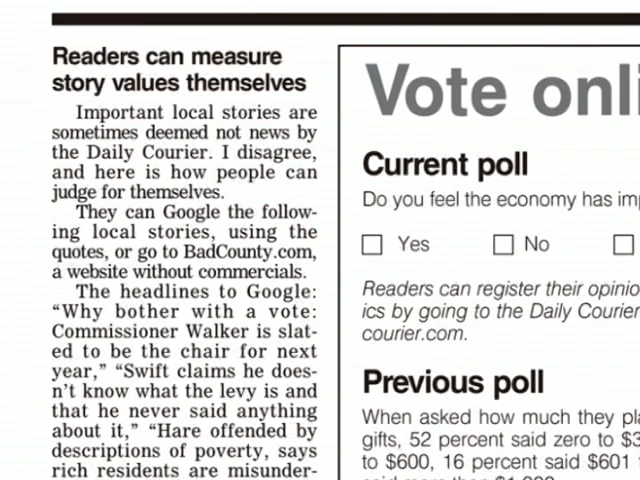 Readers can measure
story values themselves
Important local stories are
sometimes deemed not news by
the Daily Courier. I disagree,
and here is how people can
judge for themselves.
They can Google the follow-
ing local stories, using the
quotes, or go to BadCounty.com,
a website without commercials.
The headlines to Google:
“Why bother with a vote:
Commissioner Walker is slat-
ed to be the chair for next
year,” “Swift claims he does-
n’t know what the levy is and
that he never said anything
about it,” “Hare offended by
descriptions of poverty, says
rich residents are misunder-
Vote onli
Current poll
Do you feel the economy has imp
Yes No
Readers can register their opinio
ics by going to the Daily Courier
courier.com.
Previous poll
When asked how much they pla
gifts, 52 percent said zero to $3
to $600, 16 percent said $601